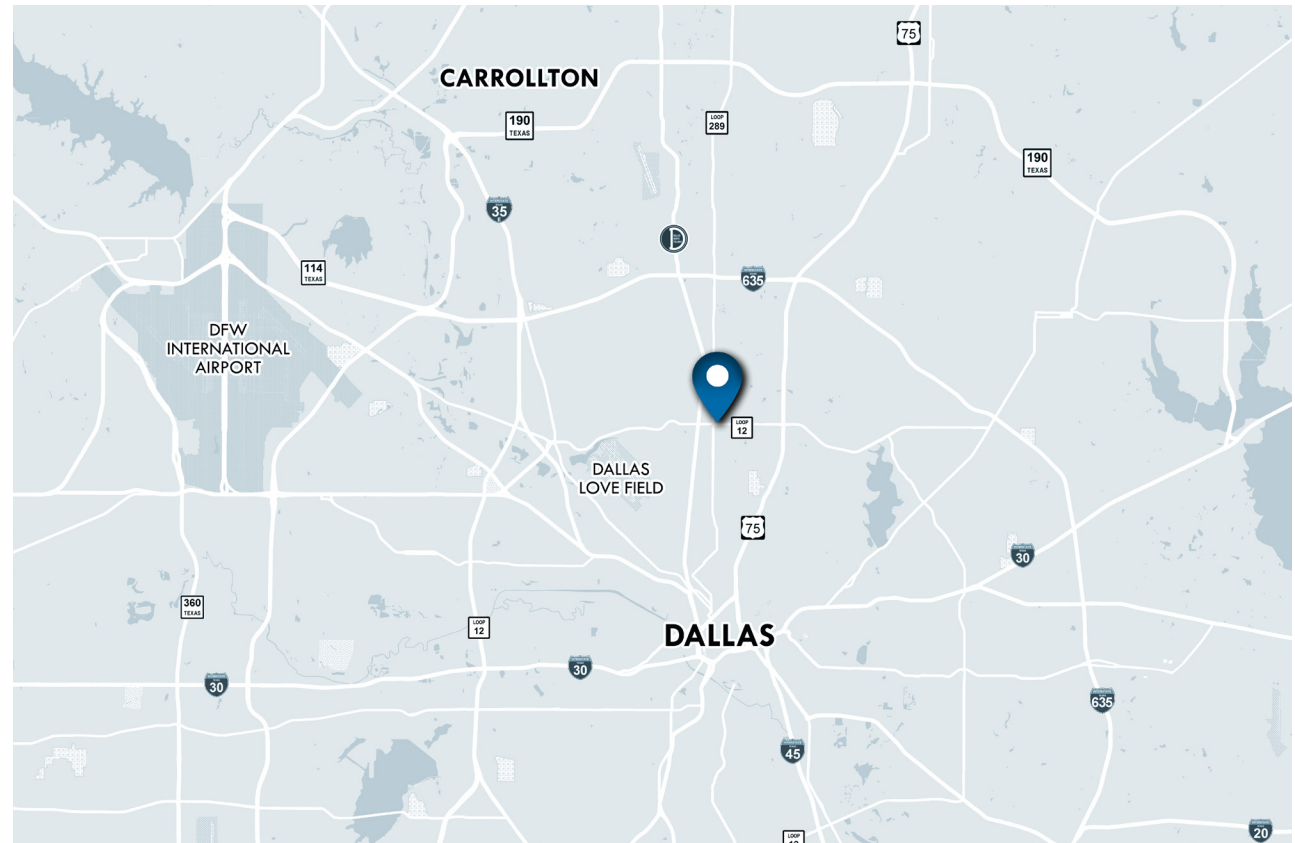 75
CARROLLTON
190
TEXAS
LOOP
289
190
TEXAS
35
D
114
TEXAS
635
DFW
INTERNATIONAL
AIRPORT
LOOP
12
DALLAS
LOVE FIELD
75
30
360
TEXAS
LOOP
12
DALLAS
30
30
635
45
20
LOOP